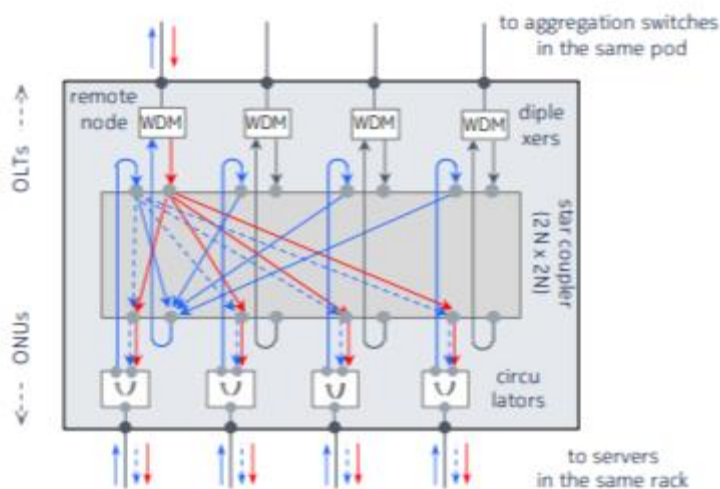 to aggregation switches
in the same pod
remote
node
WDM
WDM
WDM
WDM
diple
xers
OLTs
star coupler
(2N x 2N)
ONUs
circu
lators
to servers
in the same rack